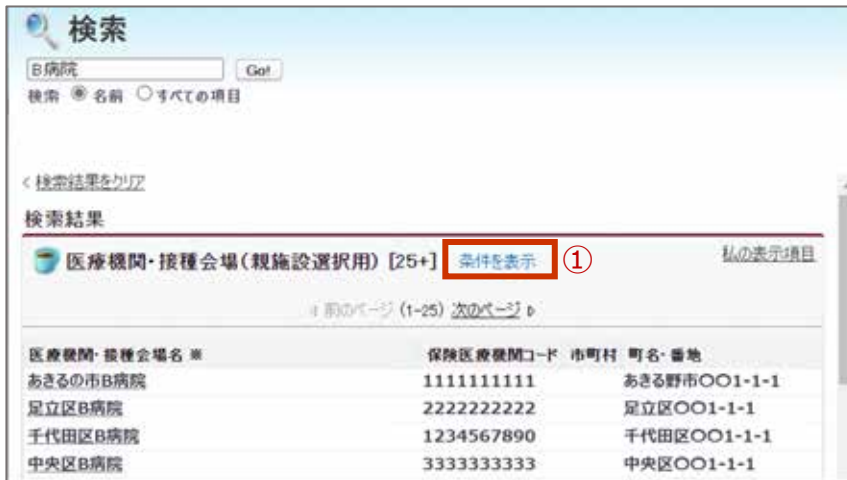 検索
B病院 Go!
検索 名前 すべての項目
< 検索結果をクリア
検索結果
医療機関・接種会場(親施設選択用) [25+] 条件を表示 ① 私の表示項目
前のページ (1-25) 次のページ
医療機関・接種会場名 ※ 保険医療機関コード 市町村 町名・番地
あきるの市B病院 1111111111 あきる野市〇〇1-1-1
足立区B病院 2222222222 足立区〇〇1-1-1
千代田区B病院 1234567890 千代田区〇〇1-1-1
中央区B病院 3333333333 中央区〇〇1-1-1